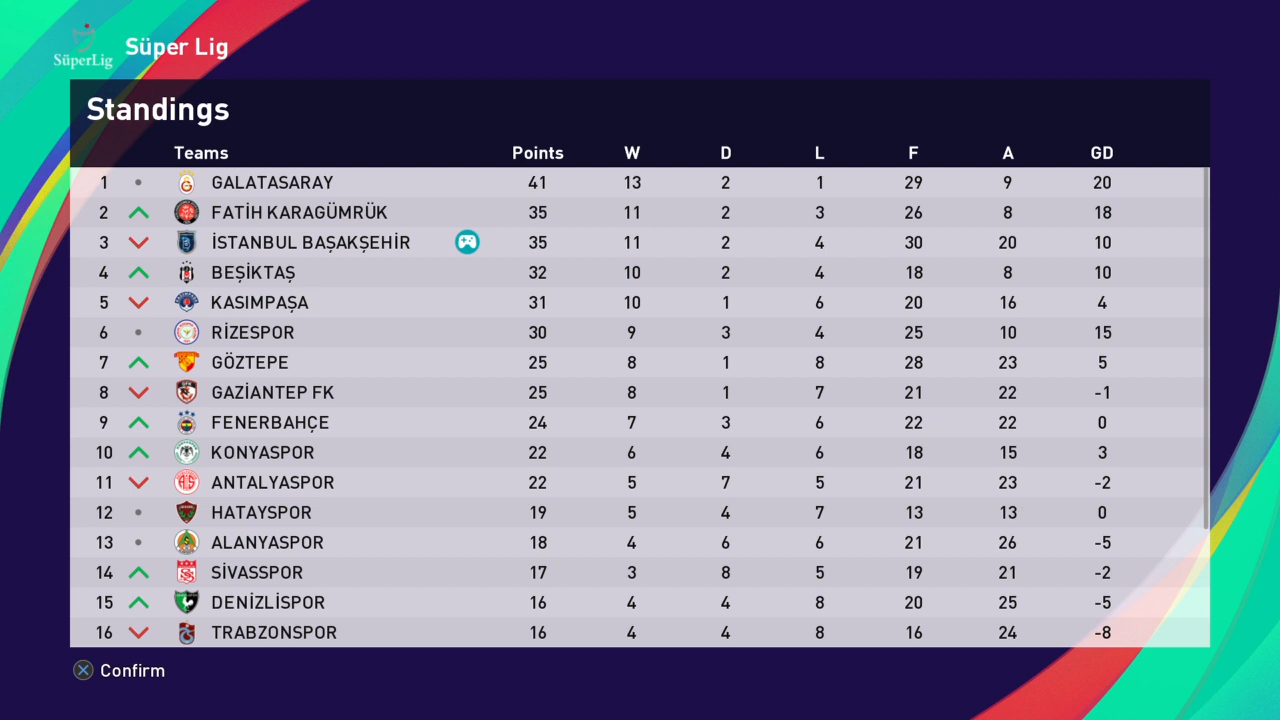 SüperLig Süper Lig
Standings
Teams Points W D L F A GD
1 GALATASARAY 41 13 2 1 29 9 20
2 FATİH KARAGÜMRÜK 35 11 2 3 26 8 18
3 İSTANBUL BAŞAKŞEHİR 35 11 2 4 30 20 10
4 BEŞİKTAŞ 32 10 2 4 18 8 10
5 KASIMPAŞA 31 10 1 6 20 16 4
6 RİZESPOR 30 9 3 4 25 10 15
7 GÖZTEPE 25 8 1 8 28 23 5
8 GAZİANTEP FK 25 8 1 7 21 22 -1
9 FENERBAHÇE 24 7 3 6 22 22 0
10 KONYASPOR 22 6 4 6 18 15 3
11 ANTALYASPOR 22 5 7 5 21 23 -2
12 HATAYSPOR 19 5 4 7 13 13 0
13 ALANYASPOR 18 4 6 6 21 26 -5
14 SİVASSPOR 17 3 8 5 19 21 -2
15 DENİZLİSPOR 16 4 4 8 20 25 -5
16 TRABZONSPOR 16 4 4 8 16 24 -8
Confirm